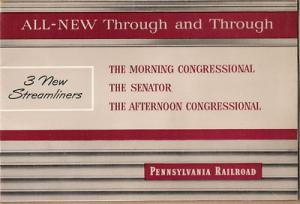 ALL-NEW Through and Through
3 New
Streamliners
THE MORNING CONGRESSIONAL
THE SENATOR
THE AFTERNOON CONGRESSIONAL
PENNSYLVANIA RAILROAD